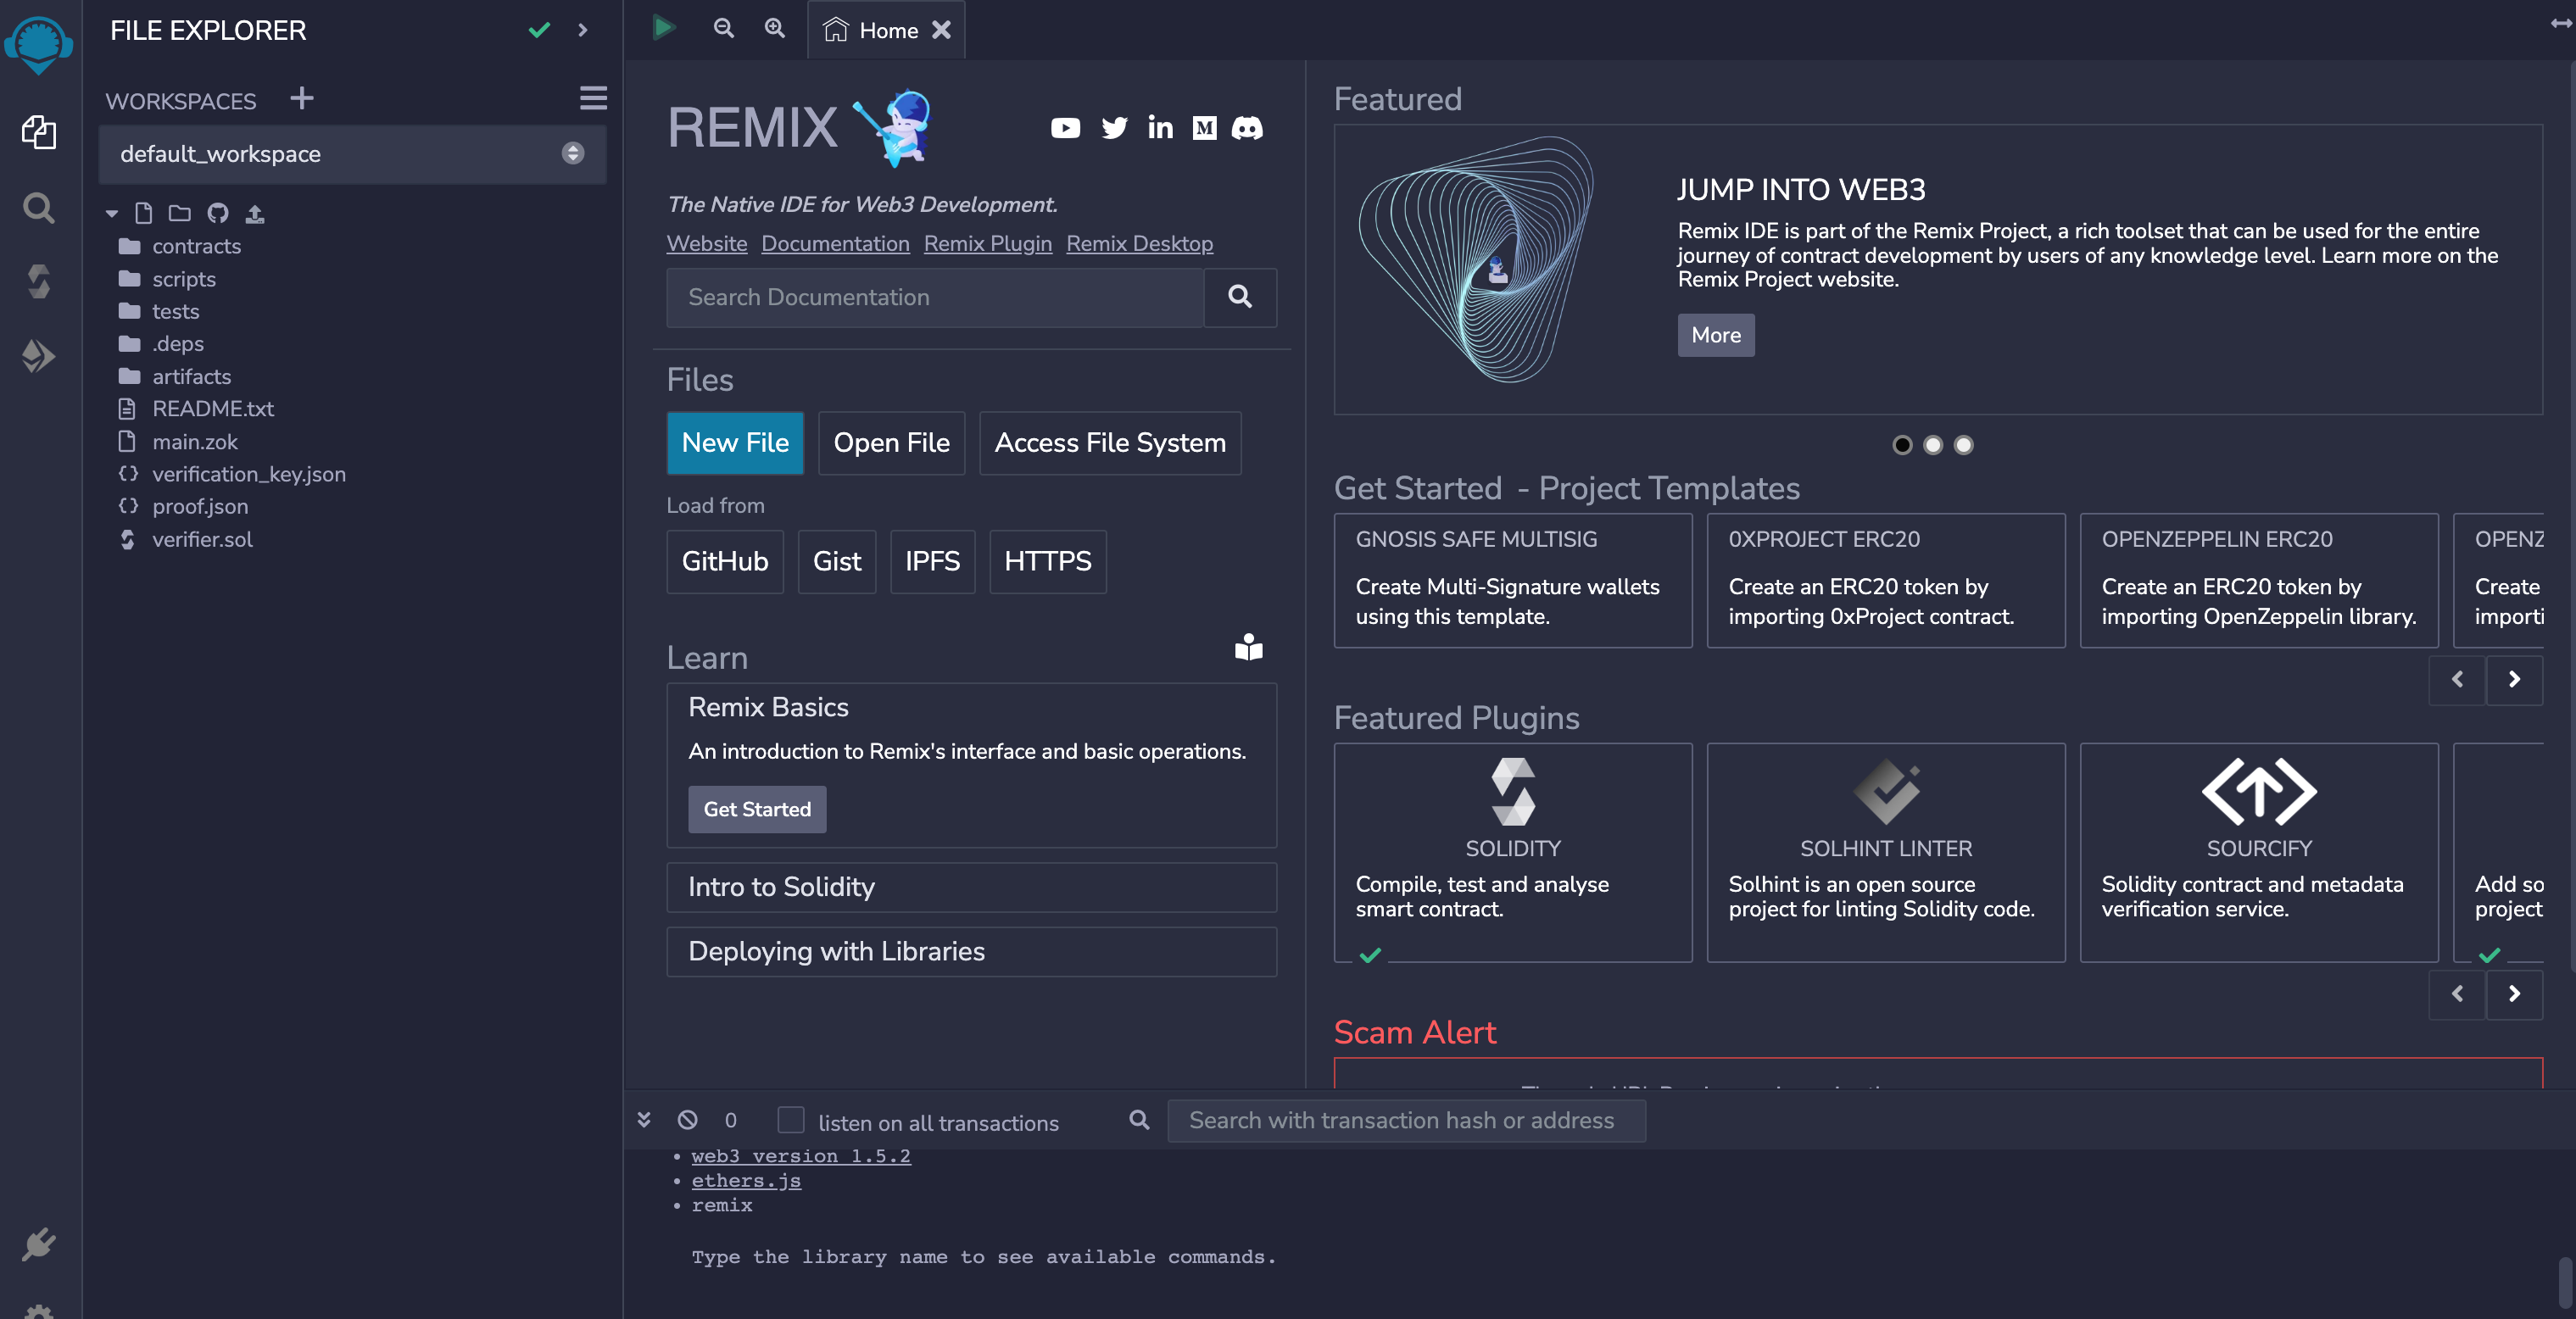 FILE EXPLORER
WORKSPACES
default_workspace
contracts
scripts
tests
.deps
artifacts
README.txt
main.zok
verification_key.json
proof.json
verifier.sol
Home
REMIX
The Native IDE for Web3 Development.
Website Documentation Remix Plugin Remix Desktop
Search Documentation
Files
New File Open File Access File System
Load from
GitHub Gist IPFS HTTPS
Learn
Remix Basics
An introduction to Remix's interface and basic operations.
Get Started
Intro to Solidity
Deploying with Libraries
Featured
JUMP INTO WEB3
Remix IDE is part of the Remix Project, a rich toolset that can be used for the entire
journey of contract development by users of any knowledge level. Learn more on the
Remix Project website.
More
Get Started - Project Templates
GNOSIS SAFE MULTISIG
Create Multi-Signature wallets
using this template.
0XPROJECT ERC20
Create an ERC20 token by
importing 0xProject contract.
OPENZEPPELIN ERC20
Create an ERC20 token by
importing OpenZeppelin library.
OPENZ
Create
importi
Featured Plugins
SOLIDITY
Compile, test and analyse
smart contract.
SOLHINT LINTER
Solhint is an open source
project for linting Solidity code.
SOURCIFY
Solidity contract and metadata
verification service.
Add so
project
Scam Alert
0 listen on all transactions Search with transaction hash or address
web3 version 1.5.2
ethers.js
remix
Type the library name to see available commands.